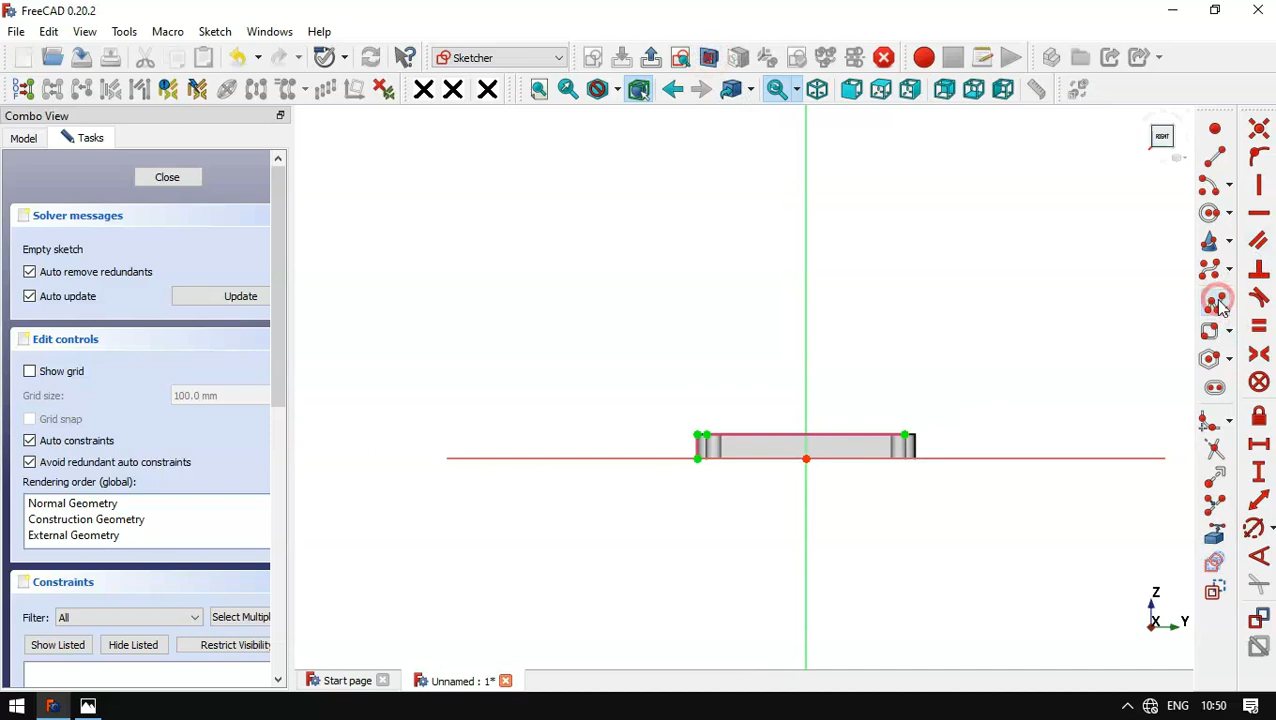 FreeCAD 0.20.2
File Edit View Tools Macro Sketch Windows Help
Sketcher
Combo View
Model Tasks
Close
Solver messages
Empty sketch
Auto remove redundants
Auto update Update
Edit controls
Show grid
Grid size: 100.0 mm
Grid snap
Auto constraints
Avoid redundant auto constraints
Rendering order (global):
Normal Geometry
Construction Geometry
External Geometry
Constraints
Filter: All Select Multipl
Show Listed Hide Listed Restrict Visibility
RIGHT
Z
X Y
Start page Unnamed : 1*
ENG 10:50